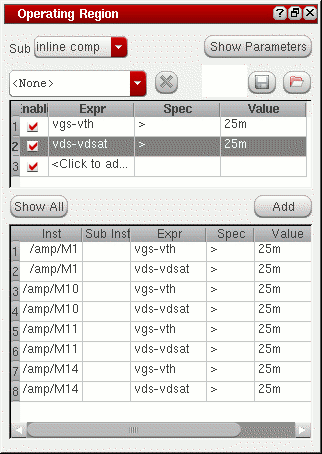 Operating Region
Sub inline comp Show Parameters
<None>
Enable Expr Spec Value
1 vgs-vth > 25m
2 vds-vdsat > 25m
3 <Click to ad...
Show All Add
Inst Sub Inst Expr Spec Value
1 /amp/M1 vgs-vth > 25m
2 /amp/M1 vds-vdsat > 25m
3 /amp/M10 vgs-vth > 25m
4 /amp/M10 vds-vdsat > 25m
5 /amp/M11 vgs-vth > 25m
6 /amp/M11 vds-vdsat > 25m
7 /amp/M14 vgs-vth > 25m
8 /amp/M14 vds-vdsat > 25m